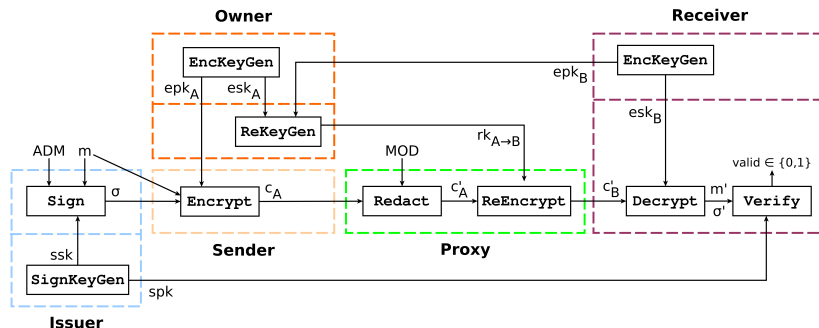 Owner
Receiver
EncKeyGen
EncKeyGen
epk_A
esk_A
epk_B
esk_B
ReKeyGen
rk_A→B
ADM
m
MOD
valid ∈ {0,1}
Sign
σ
Encrypt
c_A
Redact
c'_A
ReEncrypt
c'_B
Decrypt
m'
σ'
Verify
Sender
Proxy
ssk
SignKeyGen
spk
Issuer